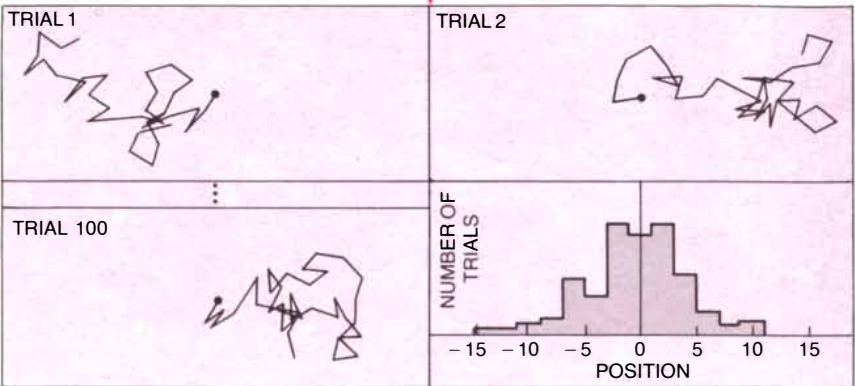 TRIAL 1
TRIAL 2
TRIAL 100
NUMBER OF
TRIALS
−15 −10 −5 0 5 10 15
POSITION